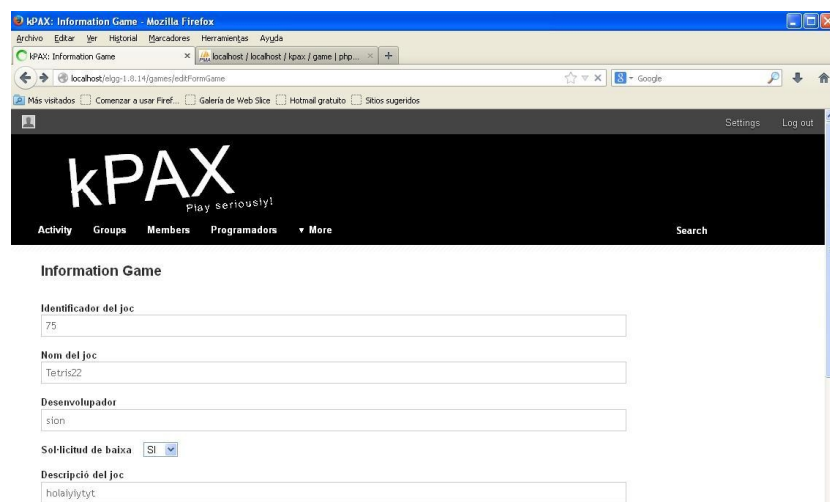 kPAX: Information Game - Mozilla Firefox
Archivo Editar Ver Historial Marcadores Herramientas Ayuda
kPAX: Information Game × localhost / localhost / kpax / game | php... × +
localhost/elgg-1.8.14/games/editFormGame Google
Más visitados Comenzar a usar Firef... Galería de Web Slice Hotmail gratuito Sitios sugeridos
Settings Log out
kPAX
Play seriously!
Activity Groups Members Programadors ▼ More Search
Information Game
Identificador del joc
75
Nom del joc
Tetris22
Desenvolupador
sion
Sol·licitud de baixa SI
Descripció del joc